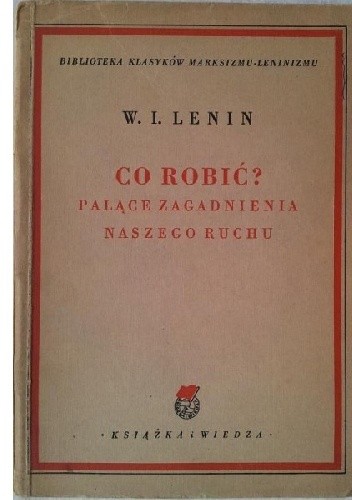 BIBLIOTEKA KLASYKÓW MARKSIZMU-LENINIZMU
W. I. LENIN
CO ROBIĆ?
PALĄCE ZAGADNIENIA
NASZEGO RUCHU
· KSIĄŻKA I WIEDZA ·